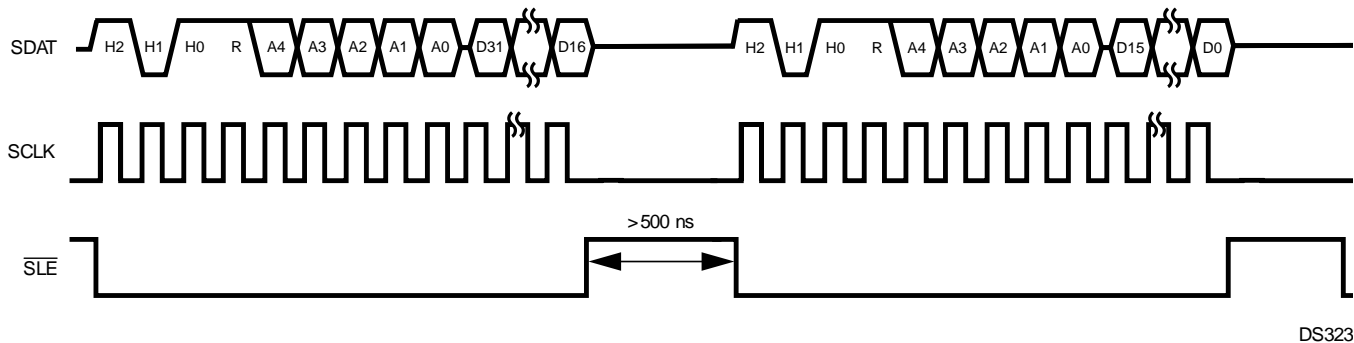 SDAT H2 H1 H0 R A4 A3 A2 A1 A0 D31 D16 H2 H1 H0 R A4 A3 A2 A1 A0 D15 D0
SCLK
>500 ns
SLE
DS323